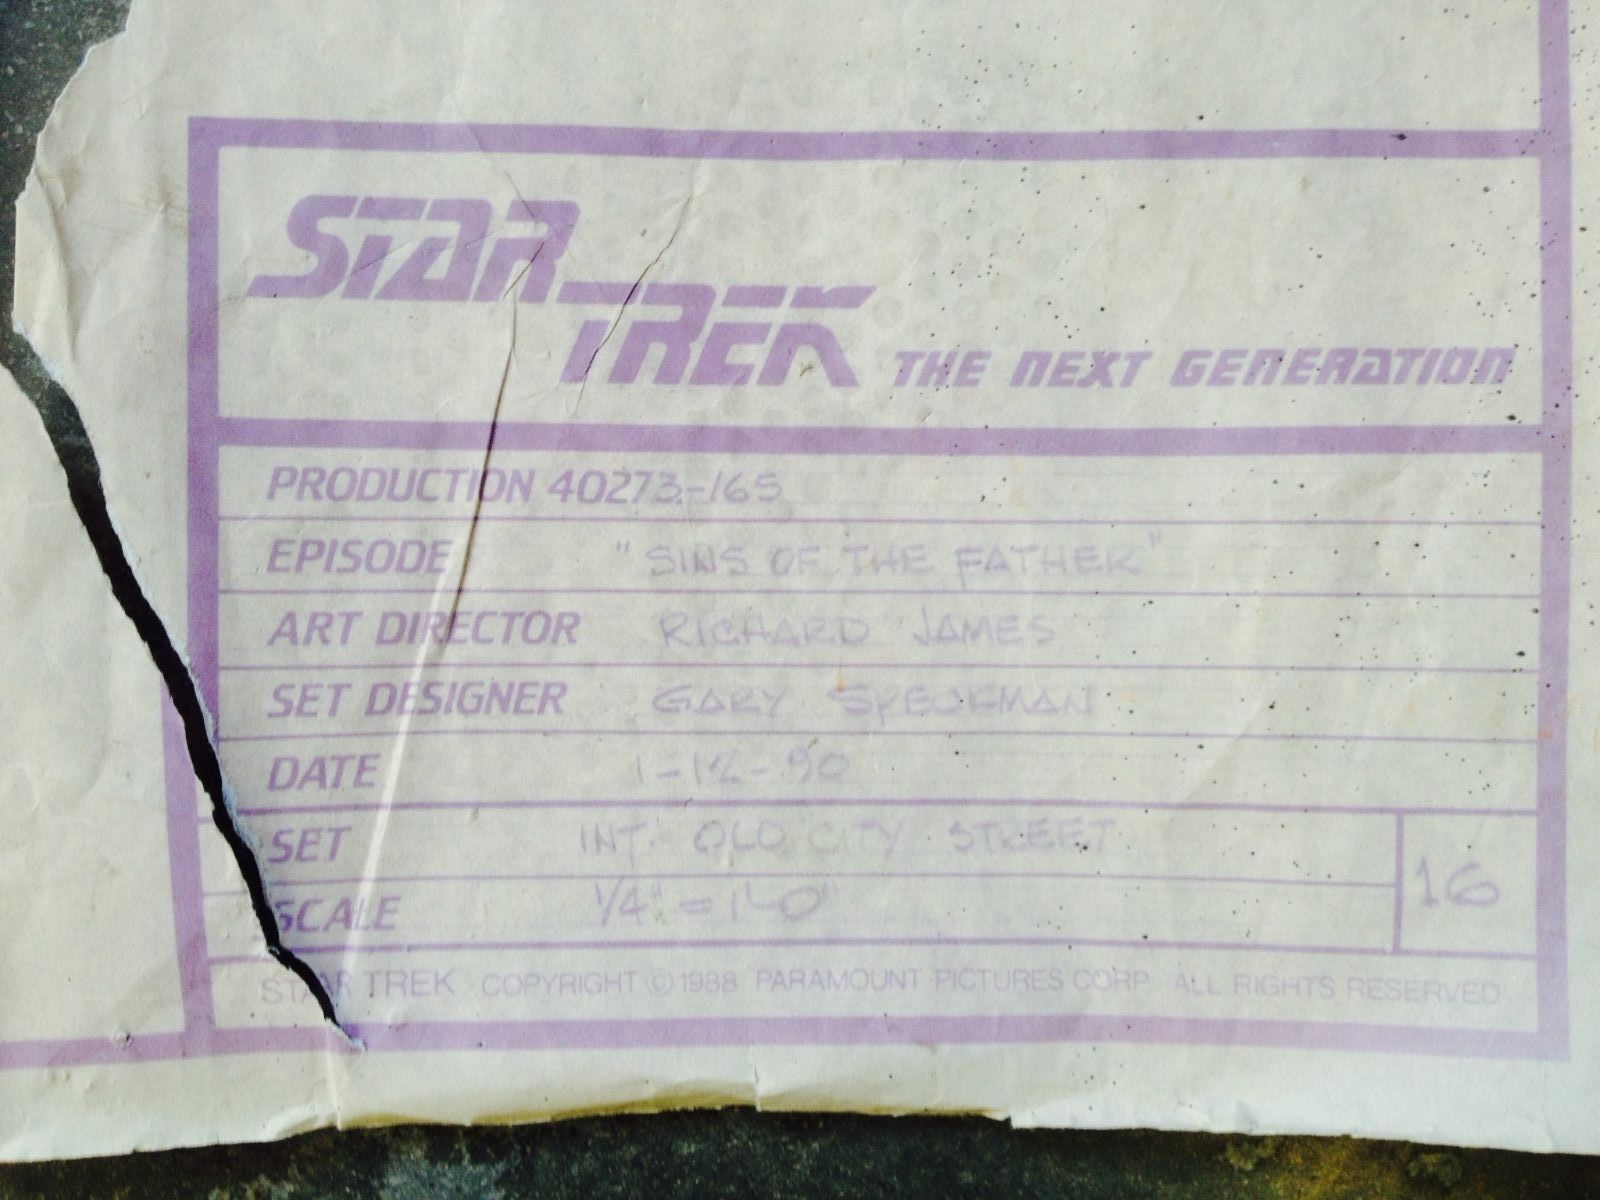 STAR
TREK THE NEXT GENERATION
PRODUCTION 40273-165
EPISODE "SINS OF THE FATHER"
ART DIRECTOR RICHARD JAMES
SET DESIGNER GARY SPECKMAN
DATE 1-12-90
SET INT. OLD CITY STREET
SCALE 1/4" = 1'-0"
16
STAR TREK COPYRIGHT © 1988 PARAMOUNT PICTURES CORP. ALL RIGHTS RESERVED